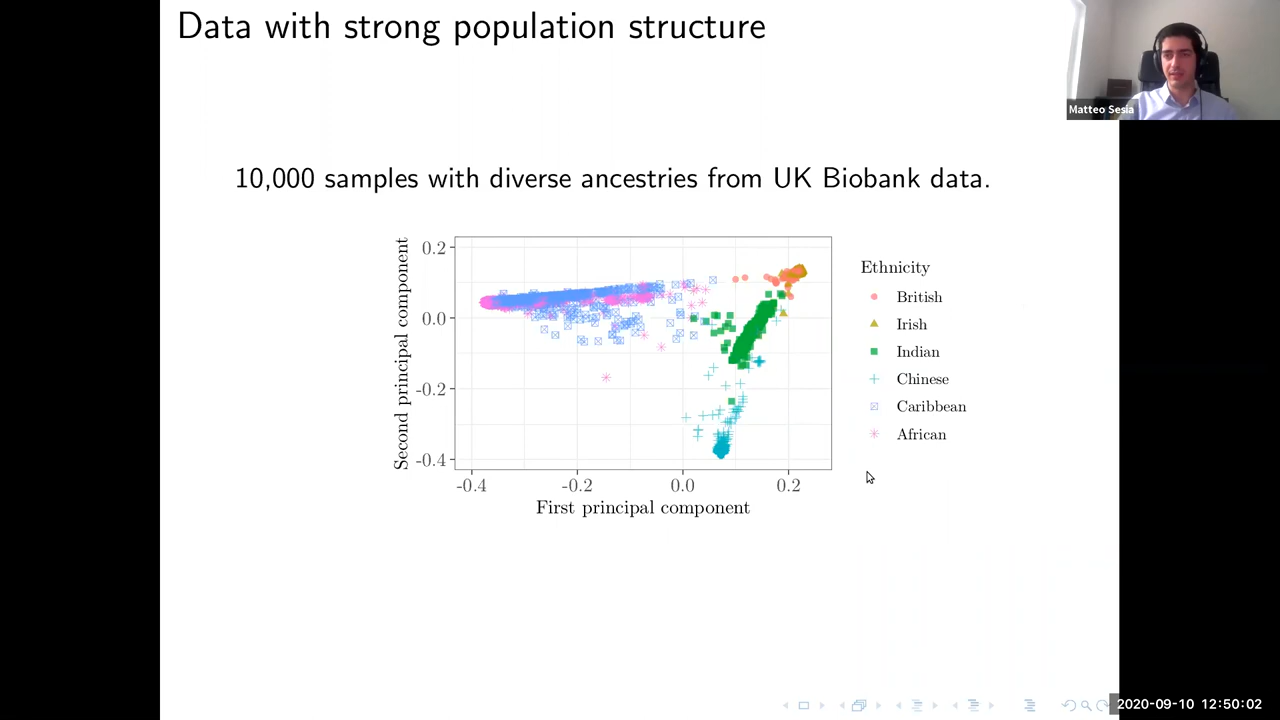 Data with strong population structure
Matteo Sesia
10,000 samples with diverse ancestries from UK Biobank data.
Second principal component
0.2
0.0
-0.2
-0.4
-0.4
-0.2
0.0
0.2
First principal component
Ethnicity
British
Irish
Indian
Chinese
Caribbean
African
2020-09-10 12:50:02